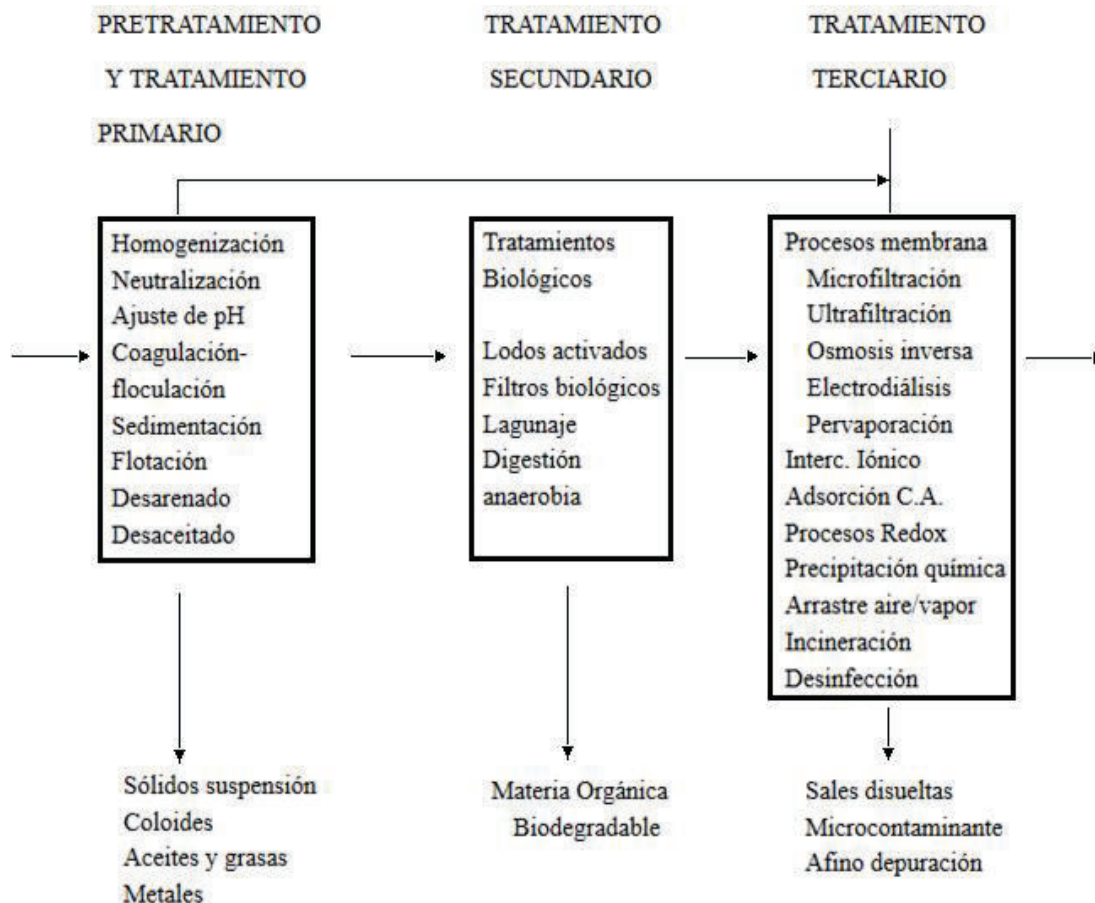 PRETRATAMIENTO
Y TRATAMIENTO
PRIMARIO
TRATAMIENTO
SECUNDARIO
TRATAMIENTO
TERCIARIO
Homogenización
Neutralización
Ajuste de pH
Coagulación-
floculación
Sedimentación
Flotación
Desarenado
Desaceitado
Tratamientos
Biológicos
Lodos activados
Filtros biológicos
Lagunaje
Digestión
anaerobia
Procesos membrana
Microfiltración
Ultrafiltración
Osmosis inversa
Electrodiálisis
Pervaporación
Interc. Iónico
Adsorción C.A.
Procesos Redox
Precipitación química
Arrastre aire/vapor
Incineración
Desinfección
Sólidos suspensión
Coloides
Aceites y grasas
Metales
Materia Orgánica
Biodegradable
Sales disueltas
Microcontaminante
Afino depuración